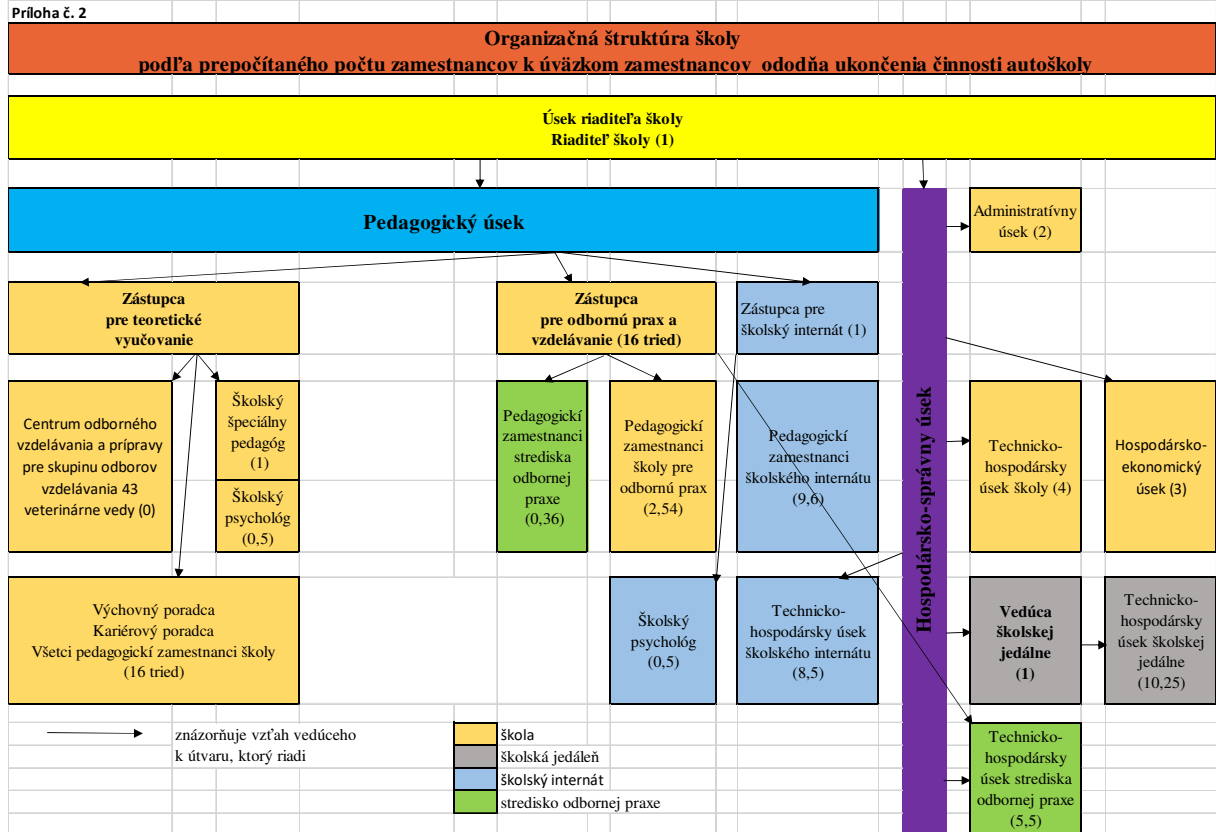 Príloha č. 2
Organizačná štruktúra školy
podľa prepočítaného počtu zamestnancov k úväzkom zamestnancov ododňa ukončenia činnosti autoškoly
Úsek riaditeľa školy
Riaditeľ školy (1)
Pedagogický úsek
Hospodársko-správny úsek
Administratívny
úsek (2)
Zástupca
pre teoretické
vyučovanie
Zástupca
pre odbornú prax a
vzdelávanie (16 tried)
Zástupca pre
školský internát (1)
Centrum odborného
vzdelávania a prípravy
pre skupinu odborov
vzdelávania 43
veterinárne vedy (0)
Školský
špeciálny
pedagóg
(1)
Školský
psychológ
(0,5)
Pedagogickí
zamestnanci
strediska
odbornej
praxe
(0,36)
Pedagogickí
zamestnanci
školy pre
odbornú prax
(2,54)
Pedagogickí
zamestnanci
školského internátu
(9,6)
Technicko-
hospodársky
úsek školy (4)
Hospodársko-
ekonomický
úsek (3)
Výchovný poradca
Kariérový poradca
Všetci pedagogickí zamestnanci školy
(16 tried)
Školský
psychológ
(0,5)
Technicko-
hospodársky úsek
školského internátu
(8,5)
Vedúca
školskej
jedálne
(1)
Technicko-
hospodársky
úsek školskej
jedálne
(10,25)
Technicko-
hospodársky
úsek strediska
odbornej praxe
(5,5)
znázorňuje vzťah vedúceho
k útvaru, ktorý riadi
škola
školská jedáleň
školský internát
stredisko odbornej praxe